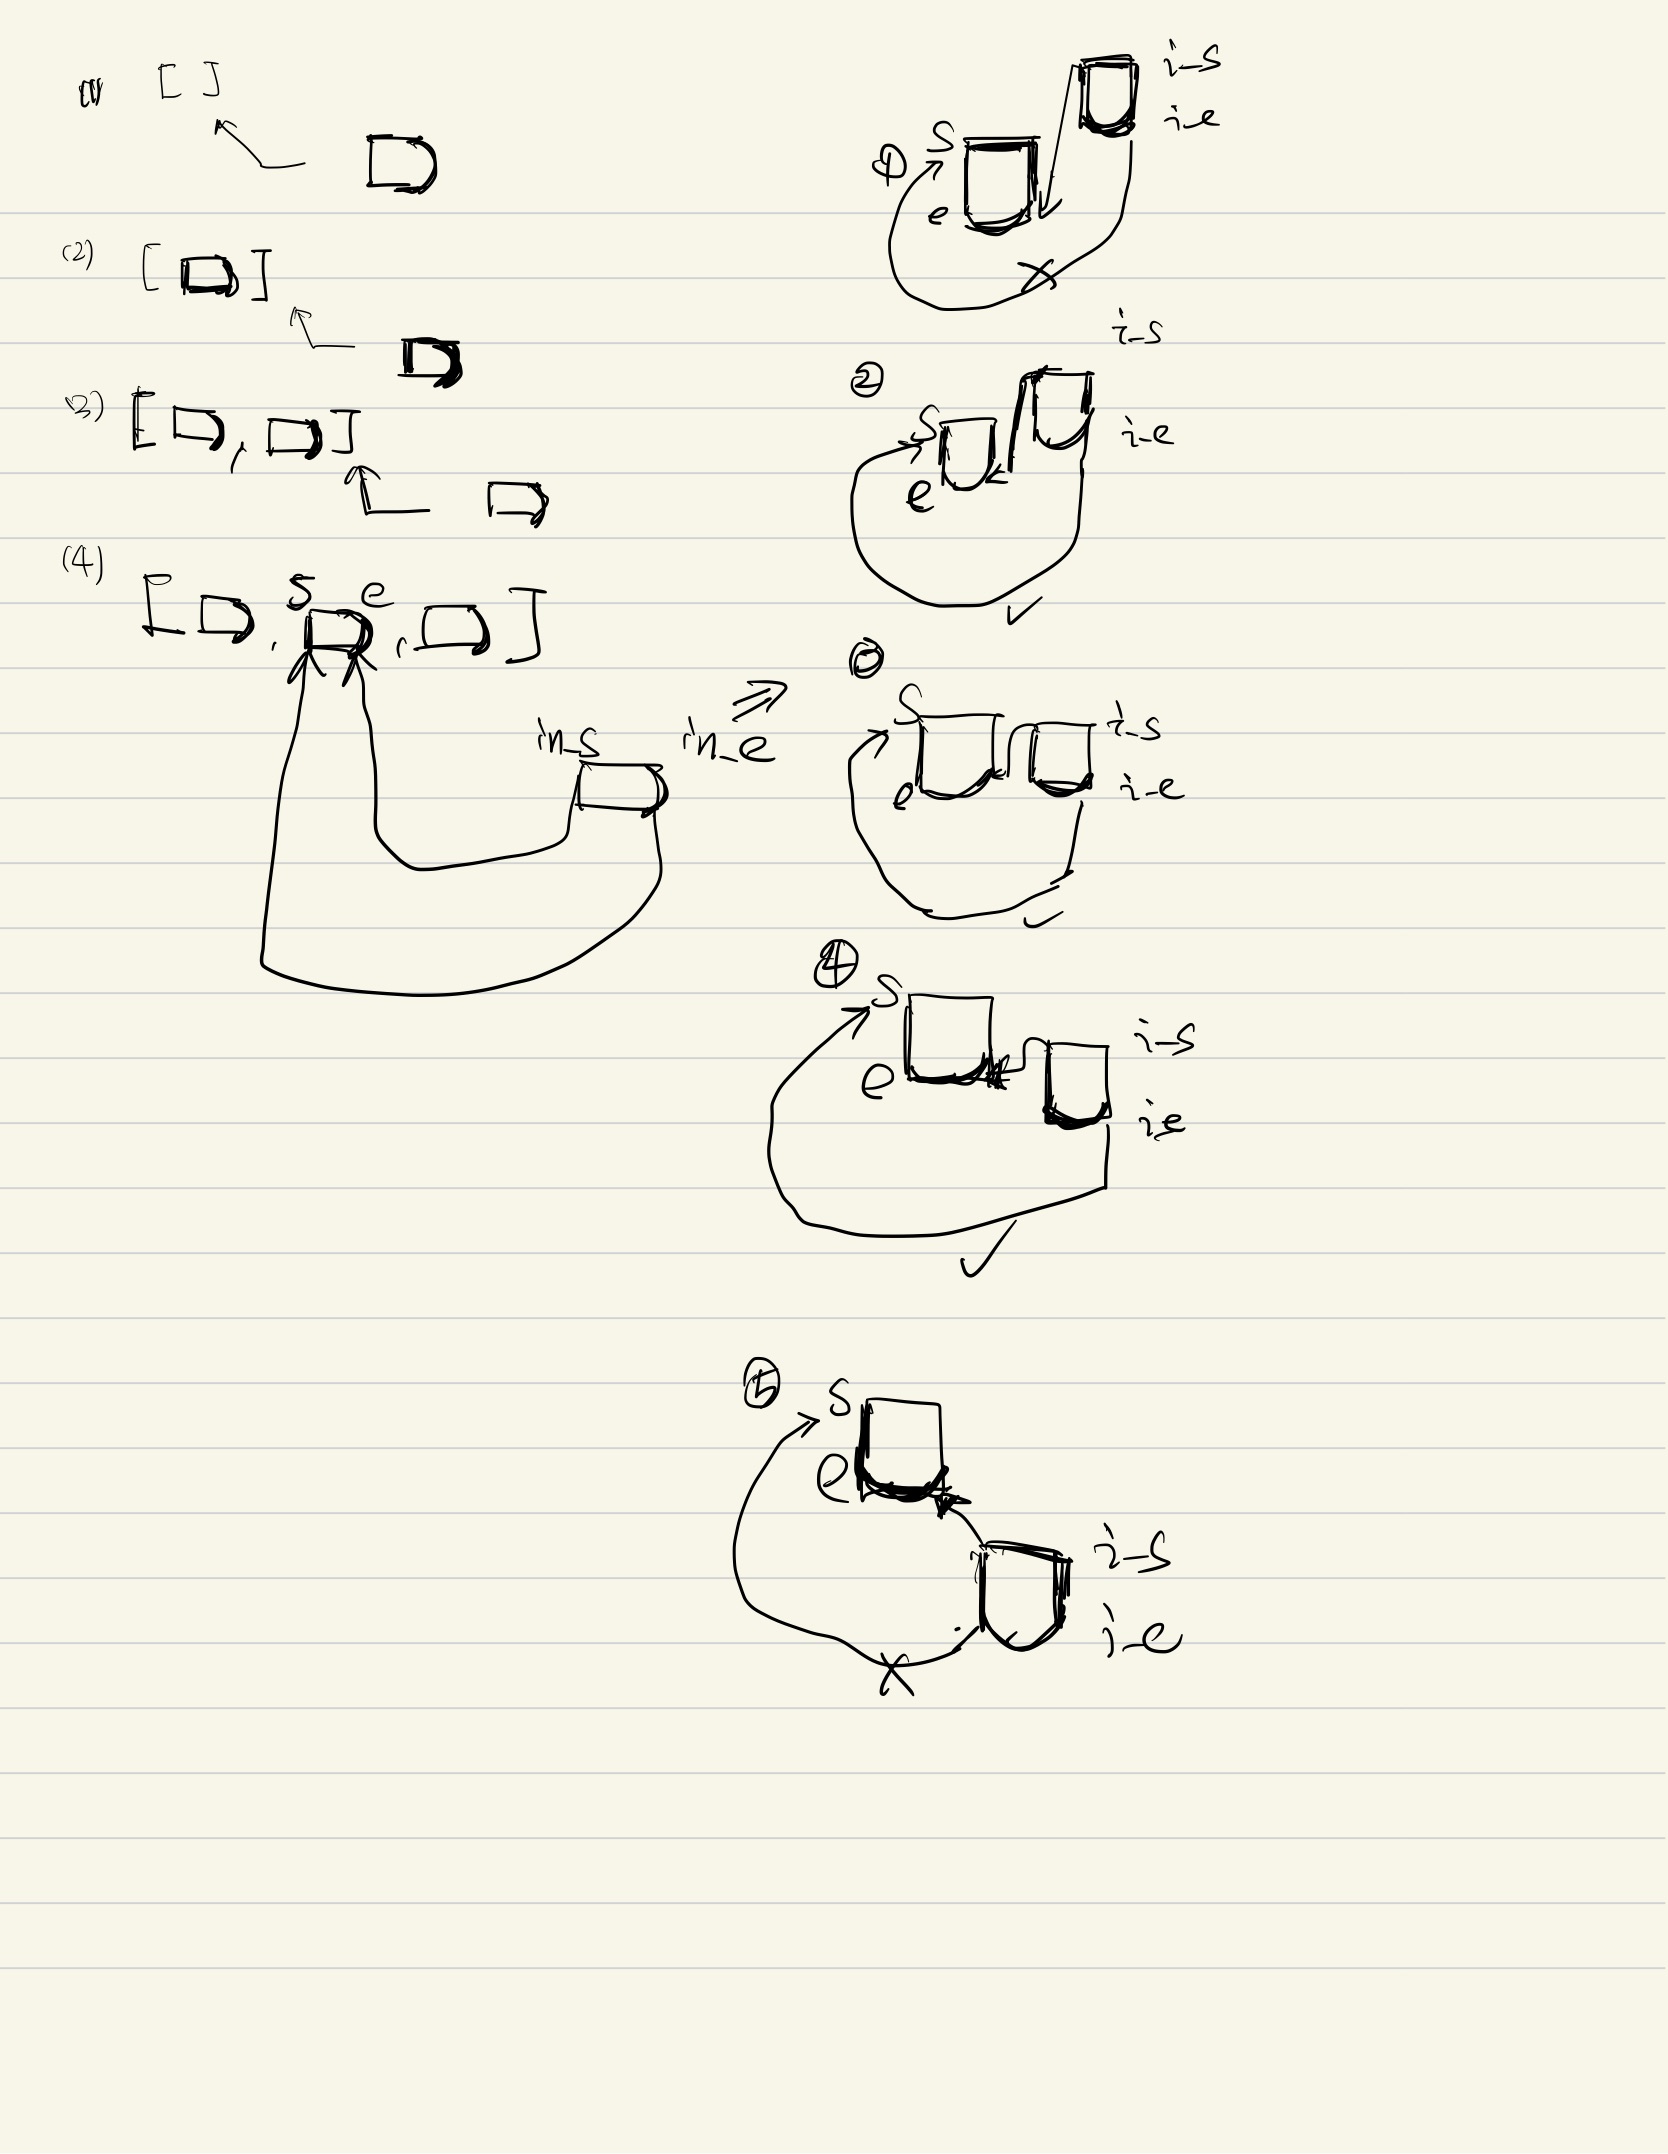 (1) [ ]
(2) [ ]
(3) [ , ]
(4) [ , S e , ]
in_s in_e
① S e i_s i_e
② S e i_s i_e
S e i_s i_e
④ S e i_s i_e
⑤ S e i_s i_e